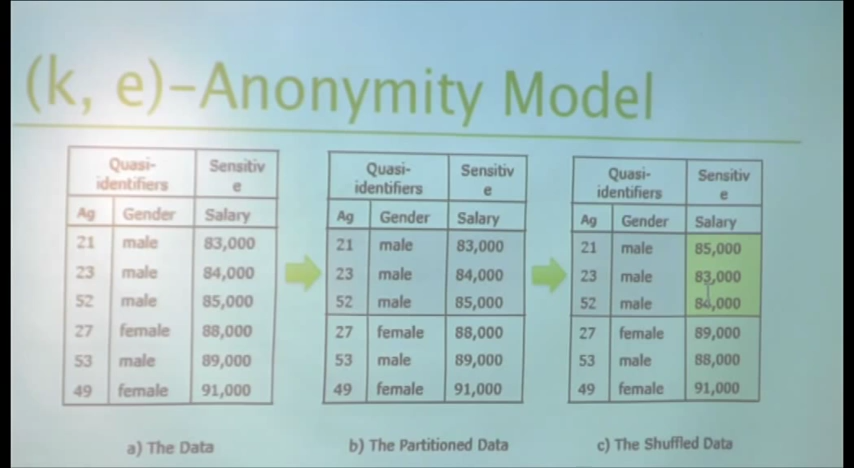 (k, e)-Anonymity Model
Quasi-
identifiers
Sensitiv
e
Ag Gender Salary
21 male 83,000
23 male 84,000
52 male 85,000
27 female 88,000
53 male 89,000
49 female 91,000
a) The Data
Quasi-
identifiers
Sensitiv
e
Ag Gender Salary
21 male 83,000
23 male 84,000
52 male 85,000
27 female 88,000
53 male 89,000
49 female 91,000
b) The Partitioned Data
Quasi-
identifiers
Sensitiv
e
Ag Gender Salary
21 male 85,000
23 male 83,000
52 male 84,000
27 female 89,000
53 male 88,000
49 female 91,000
c) The Shuffled Data